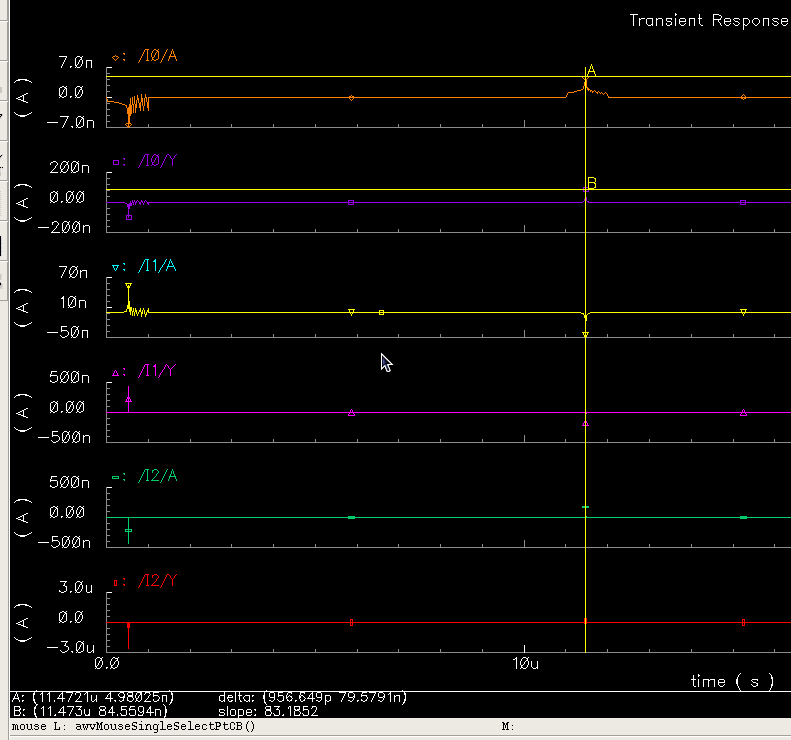 Transient Response
: /I0/A
7.0n
0.0
-7.0n
(A)
A
: /I0/Y
200n
0.00
-200n
(A)
B
: /I1/A
70n
10n
-50n
(A)
: /I1/Y
500n
0.00
-500n
(A)
: /I2/A
500n
0.00
-500n
(A)
: /I2/Y
3.0u
0.0
-3.0u
(A)
0.0 10u
time ( s )
A: (11.4721u 4.98025n) delta: (956.649p 79.5791n)
B: (11.473u 84.5594n) slope: 83.1852
mouse L: awvMouseSingleSelectPtCB() M: